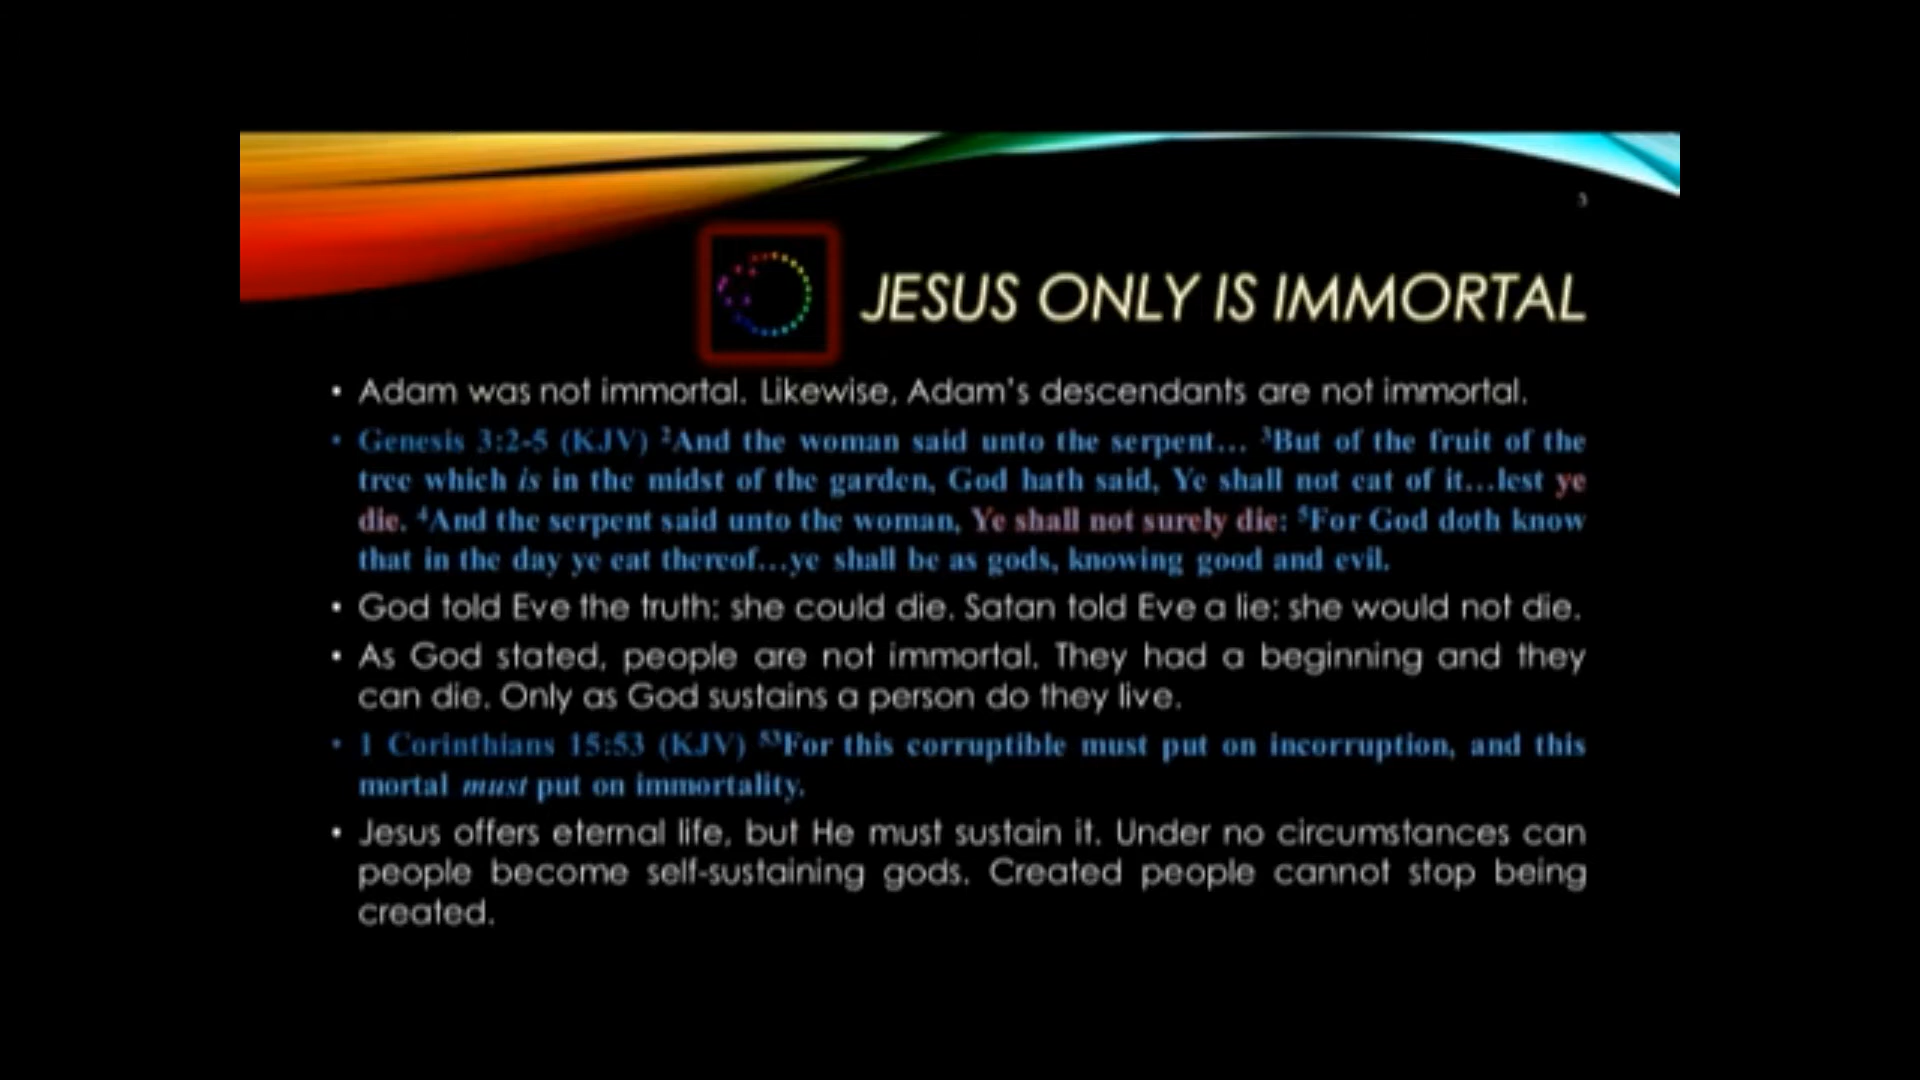 3
JESUS ONLY IS IMMORTAL
• Adam was not immortal. Likewise, Adam's descendants are not immortal.
• Genesis 3:2-5 (KJV) ²And the woman said unto the serpent… ³But of the fruit of the
tree which is in the midst of the garden, God hath said, Ye shall not eat of it…lest ye
die. ⁴And the serpent said unto the woman, Ye shall not surely die: ⁵For God doth know
that in the day ye eat thereof…ye shall be as gods, knowing good and evil.
• God told Eve the truth: she could die. Satan told Eve a lie: she would not die.
• As God stated, people are not immortal. They had a beginning and they
can die. Only as God sustains a person do they live.
• 1 Corinthians 15:53 (KJV) ⁵³For this corruptible must put on incorruption, and this
mortal must put on immortality.
• Jesus offers eternal life, but He must sustain it. Under no circumstances can
people become self-sustaining gods. Created people cannot stop being
created.